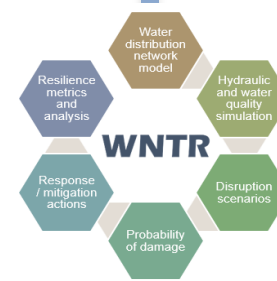 Water
distribution
network
model
Hydraulic
and water
quality
simulation
Disruption
scenarios
Probability
of damage
Response
/ mitigation
actions
Resilience
metrics
and
analysis
WNTR